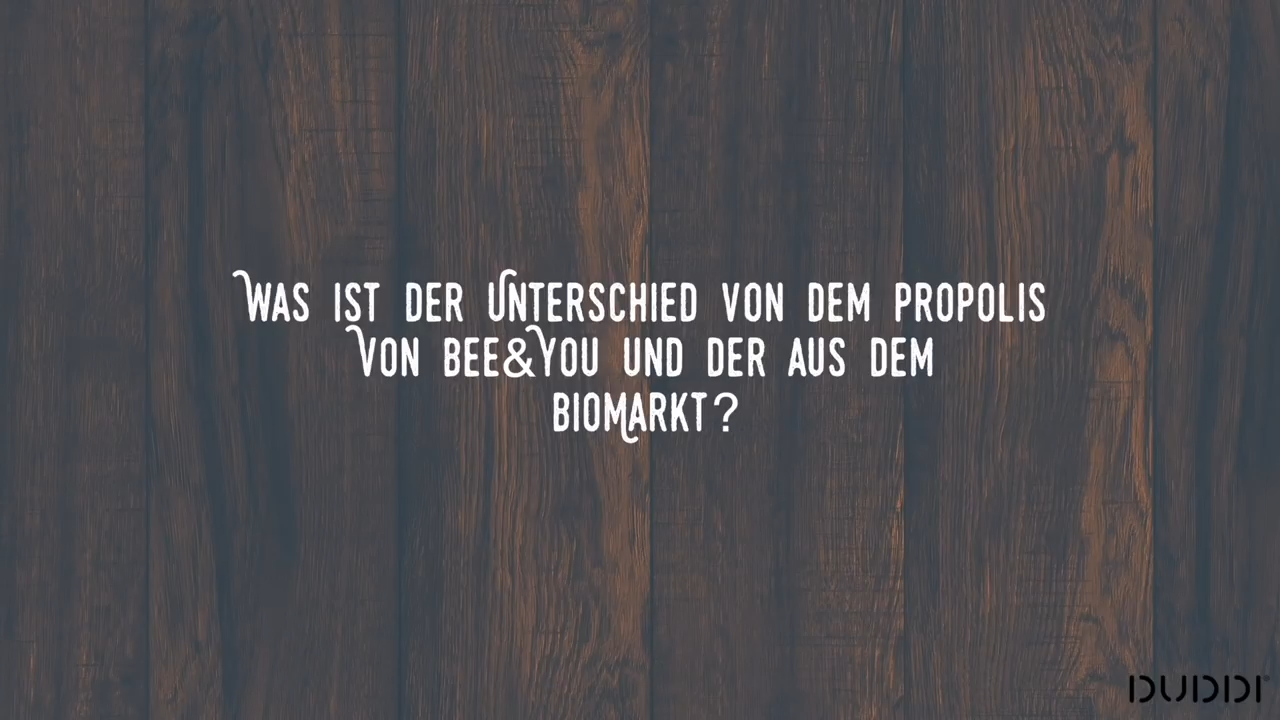 Was ist der Unterschied von dem Propolis
von Bee&You und der aus dem
Biomarkt?
DUDDI®